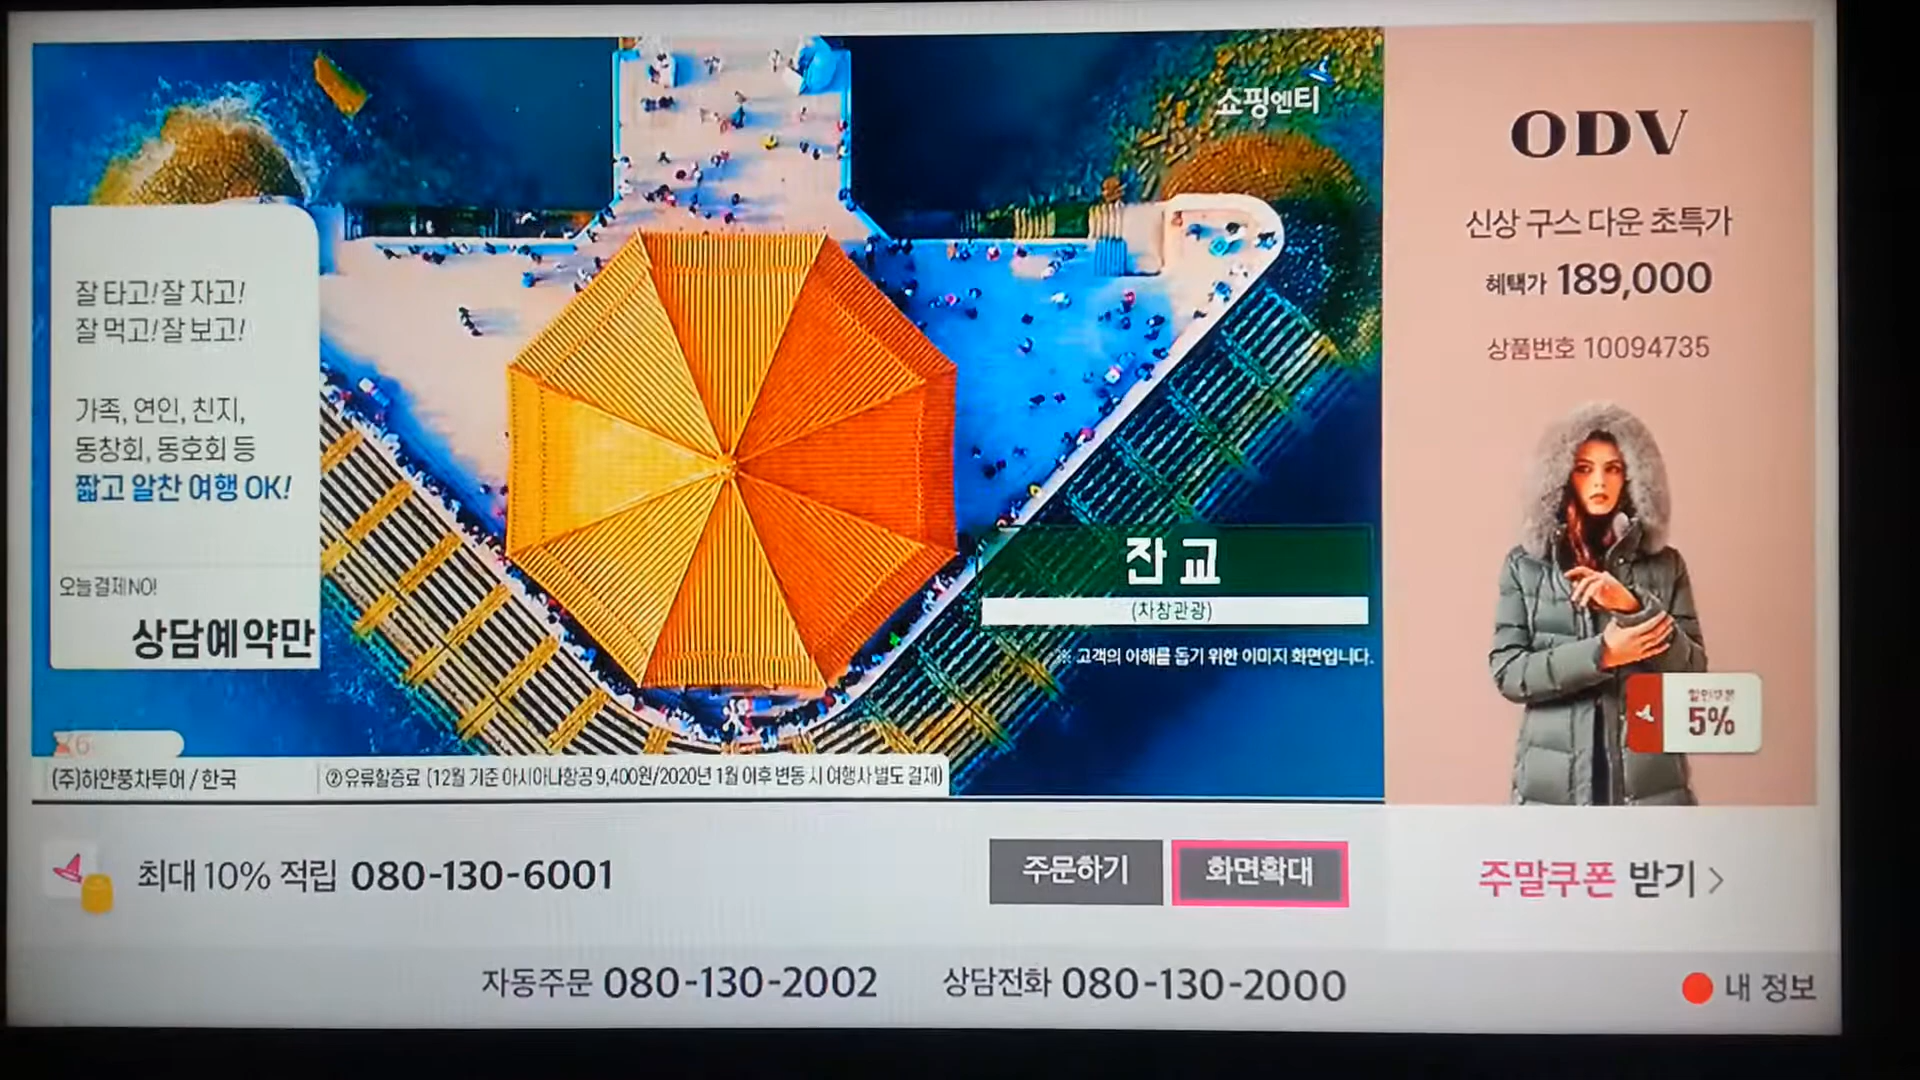 쇼핑엔티
잘 타고! 잘 자고!
잘 먹고! 잘 보고!
가족, 연인, 친지,
동창회, 동호회 등
짧고 알찬 여행 OK!
오늘결제NO!
상담예약만
잔교
(차창관광)
※ 고객의 이해를 돕기 위한 이미지 화면입니다.
(주)하얀풍차투어 / 한국
②유류할증료 (12월 기준 아시아나항공 9,400원/2020년 1월 이후 변동 시 여행사 별도 결제)
ODV
신상 구스 다운 초특가
혜택가 189,000
상품번호 10094735
할인쿠폰
5%
최대 10% 적립 080-130-6001
주문하기
화면확대
주말쿠폰 받기 >
자동주문 080-130-2002
상담전화 080-130-2000
내 정보